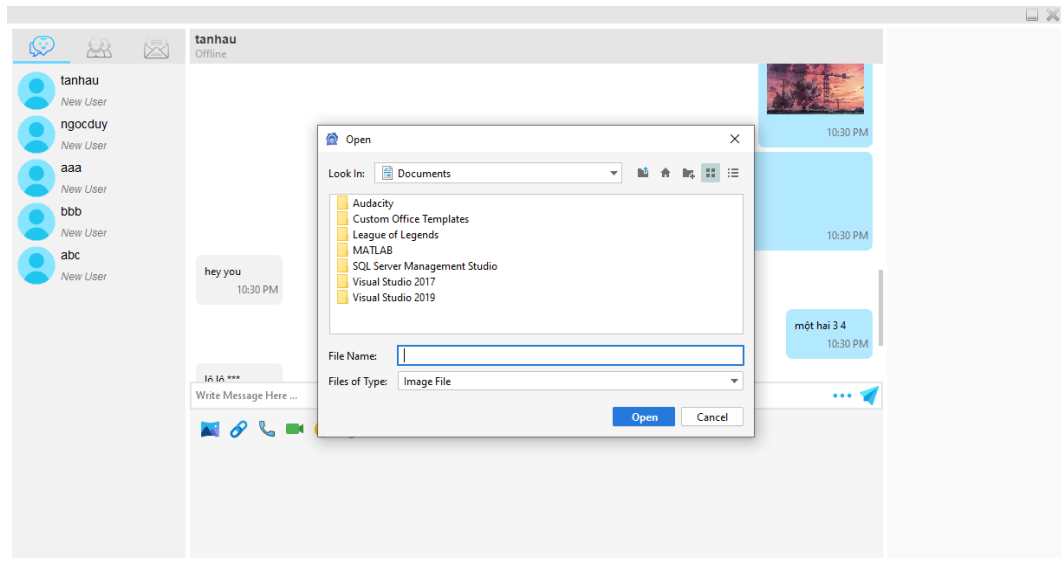 tanhau
Offline
tanhau
New User
ngocduy
New User
aaa
New User
bbb
New User
abc
New User
10:30 PM
10:30 PM
hey you
10:30 PM
một hai 3 4
10:30 PM
lô lô ***
Write Message Here ...
Open
Look In:
Documents
Audacity
Custom Office Templates
League of Legends
MATLAB
SQL Server Management Studio
Visual Studio 2017
Visual Studio 2019
File Name:
Files of Type:
Image File
Open
Cancel